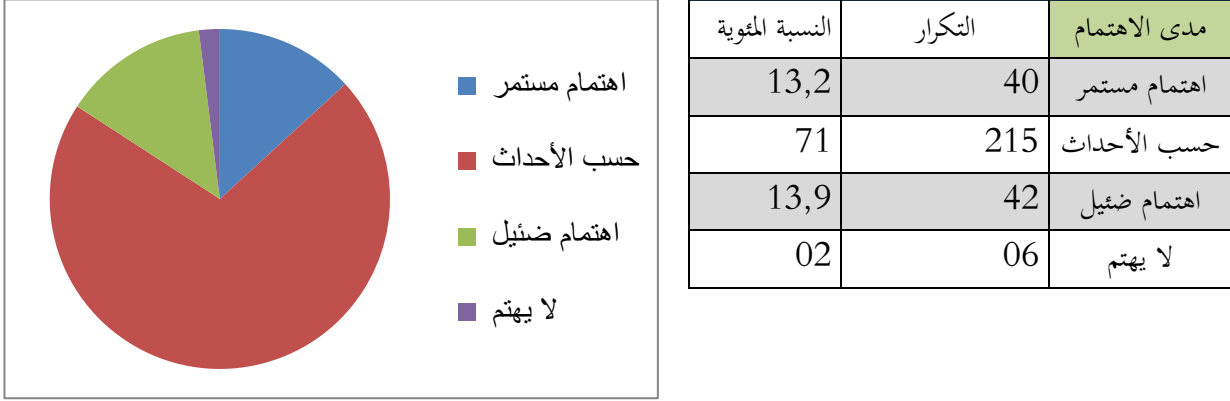 مدى الاهتمام التكرار النسبة المئوية
اهتمام مستمر 40 13,2
حسب الأحداث 215 71
اهتمام ضئيل 42 13,9
لا يهتم 06 02
اهتمام مستمر
حسب الأحداث
اهتمام ضئيل
لا يهتم